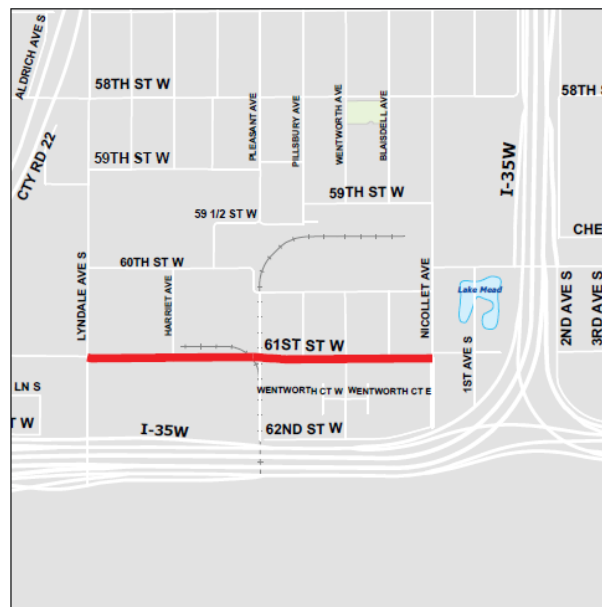 ALDRICH AVE S
58TH ST W
58TH S
CTY RD 22
PLEASANT AVE
PILLSBURY AVE
WENTWORTH AVE
BLAISDELL AVE
59TH ST W
I-35W
59TH ST W
59 1/2 ST W
CHE
60TH ST W
LYNDALE AVE S
HARRIET AVE
NICOLLET AVE
Lake Mead
2ND AVE S
3RD AVE S
61ST ST W
1ST AVE S
LN S
WENTWORTH CT W
WENTWORTH CT E
T W
I-35W
62ND ST W